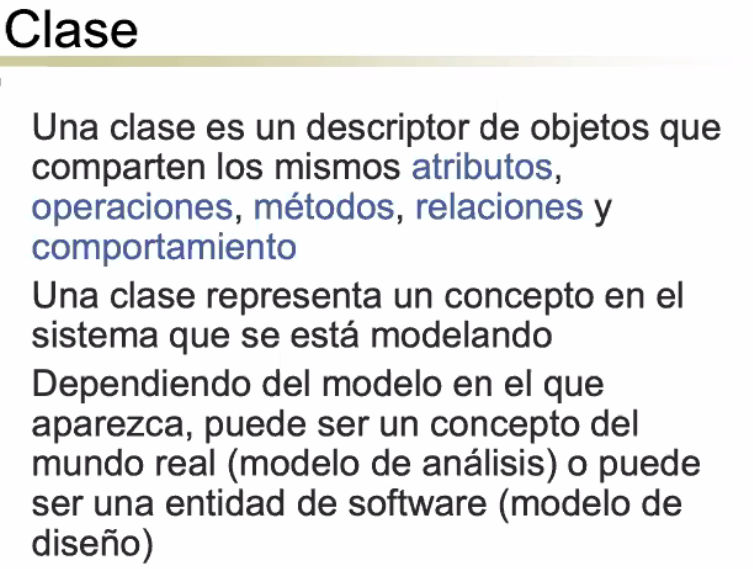 Clase
Una clase es un descriptor de objetos que
comparten los mismos atributos,
operaciones, métodos, relaciones y
comportamiento
Una clase representa un concepto en el
sistema que se está modelando
Dependiendo del modelo en el que
aparezca, puede ser un concepto del
mundo real (modelo de análisis) o puede
ser una entidad de software (modelo de
diseño)